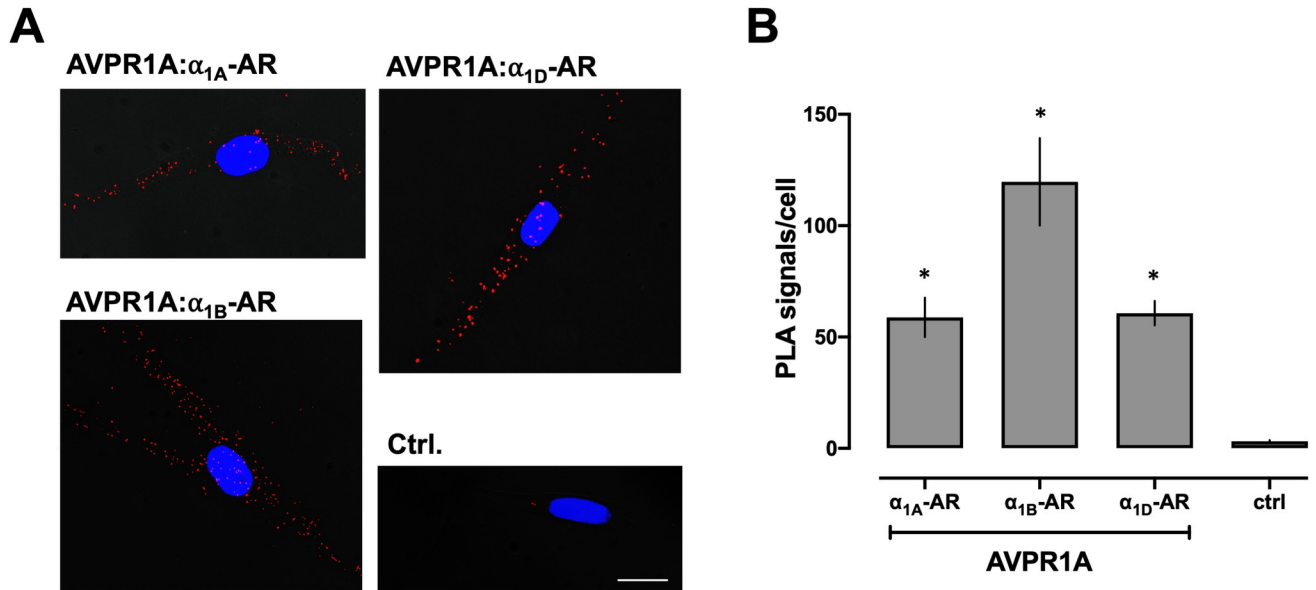 A
AVPR1A:α1A-AR
AVPR1A:α1D-AR
AVPR1A:α1B-AR
Ctrl.
B
PLA signals/cell
150
100
50
0
*
*
*
α1A-AR
α1B-AR
α1D-AR
ctrl
AVPR1A